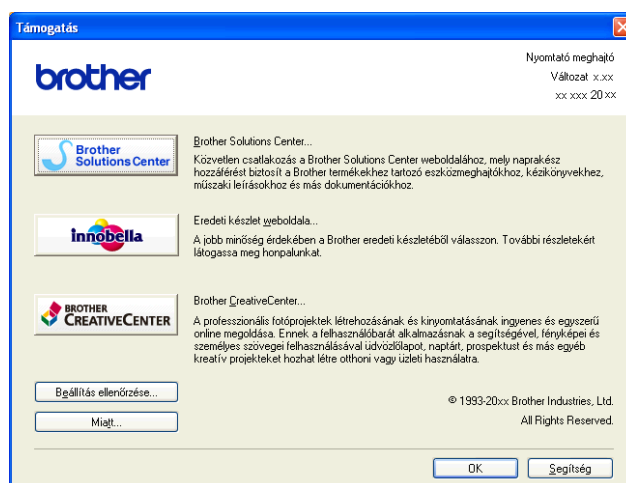 Támogatás
brother
Nyomtató meghajtó
Változat x.xx
xx xxx 20xx
Brother
Solutions Center
Brother Solutions Center...
Közvetlen csatlakozás a Brother Solutions Center weboldalához, mely naprakész
hozzáférést biztosít a Brother termékekhez tartozó eszközmeghajtókhoz, kézikönyvekhez,
műszaki leírásokhoz és más dokumentációkhoz.
innobella
Eredeti készlet weboldala...
A jobb minőség érdekében a Brother eredeti készletéből válasszon. További részletekért
látogassa meg honpalunkat.
BROTHER
CREATIVECENTER
Brother CreativeCenter...
A professzionális fotóprojektek létrehozásának és kinyomtatásának ingyenes és egyszerű
online megoldása. Ennek a felhasználóbarát alkalmazásnak a segítségével, fényképei és
személyes szövegei felhasználásával üdvözlőlapot, naptárt, prospektust és más egyéb
kreatív projekteket hozhat létre otthoni vagy üzleti használatra.
Beállítás ellenőrzése...
Miatt...
© 1993-20xx Brother Industries, Ltd.
All Rights Reserved.
OK
Segítség